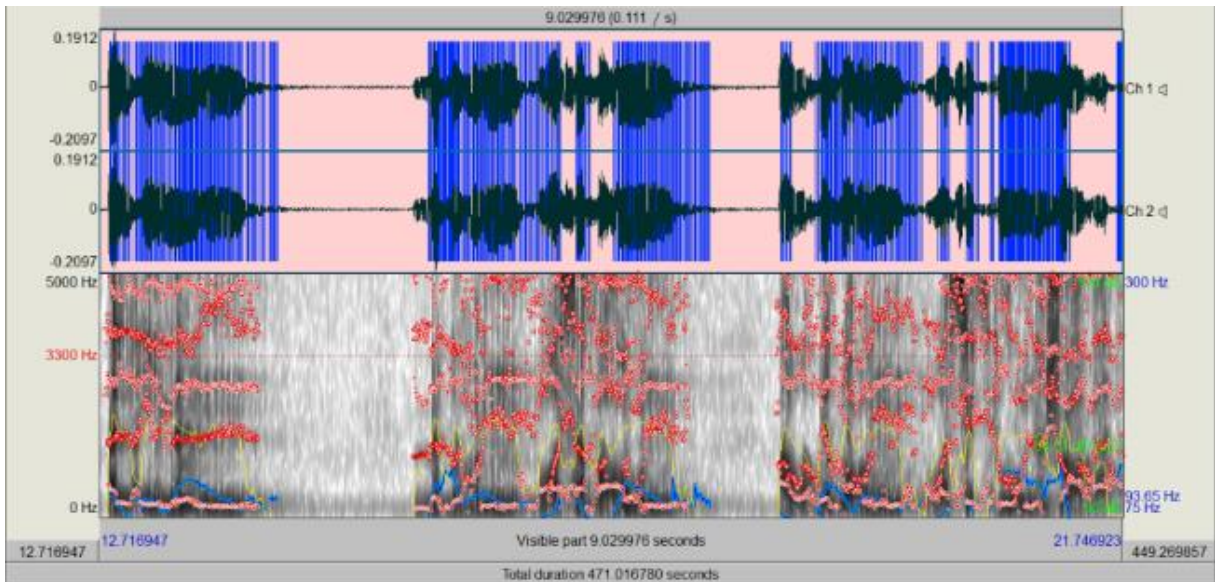 9.029976 (0.111 / s)
0.1912
0
-0.2097
Ch 1
0.1912
0
-0.2097
Ch 2
5000 Hz
300 Hz
3300 Hz
0 Hz
93.65 Hz
75 Hz
12.716947
12.716947
Visible part 9.029976 seconds
21.746923
449.269857
Total duration 471.016780 seconds